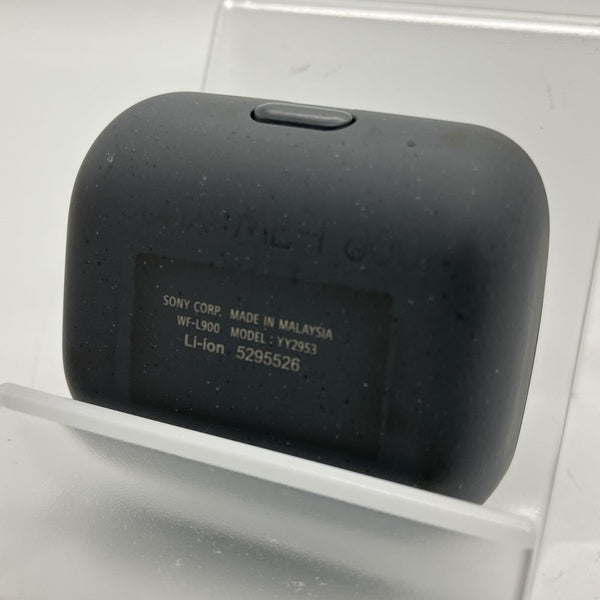 SONY CORP. MADE IN MALAYSIA
WF-L900 MODEL : YY2953
Li-ion 5295526